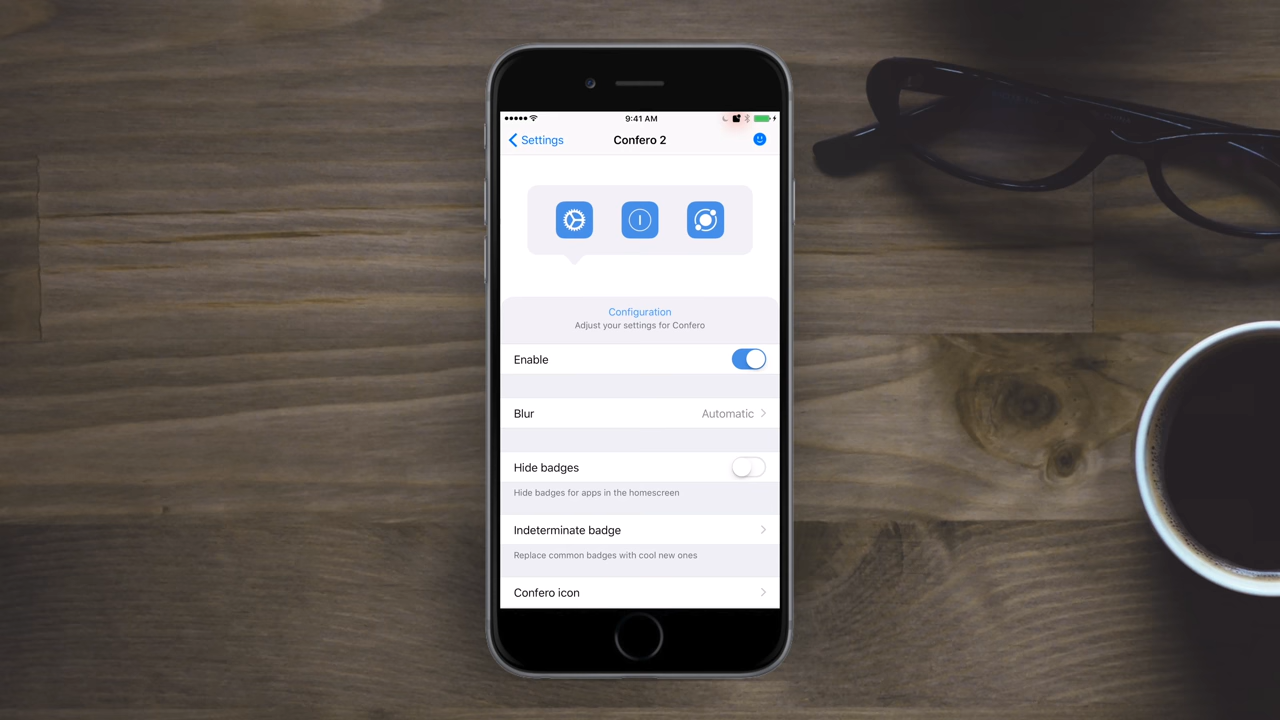 9:41 AM
Settings
Confero 2
Configuration
Adjust your settings for Confero
Enable
Blur
Automatic
Hide badges
Hide badges for apps in the homescreen
Indeterminate badge
Replace common badges with cool new ones
Confero icon